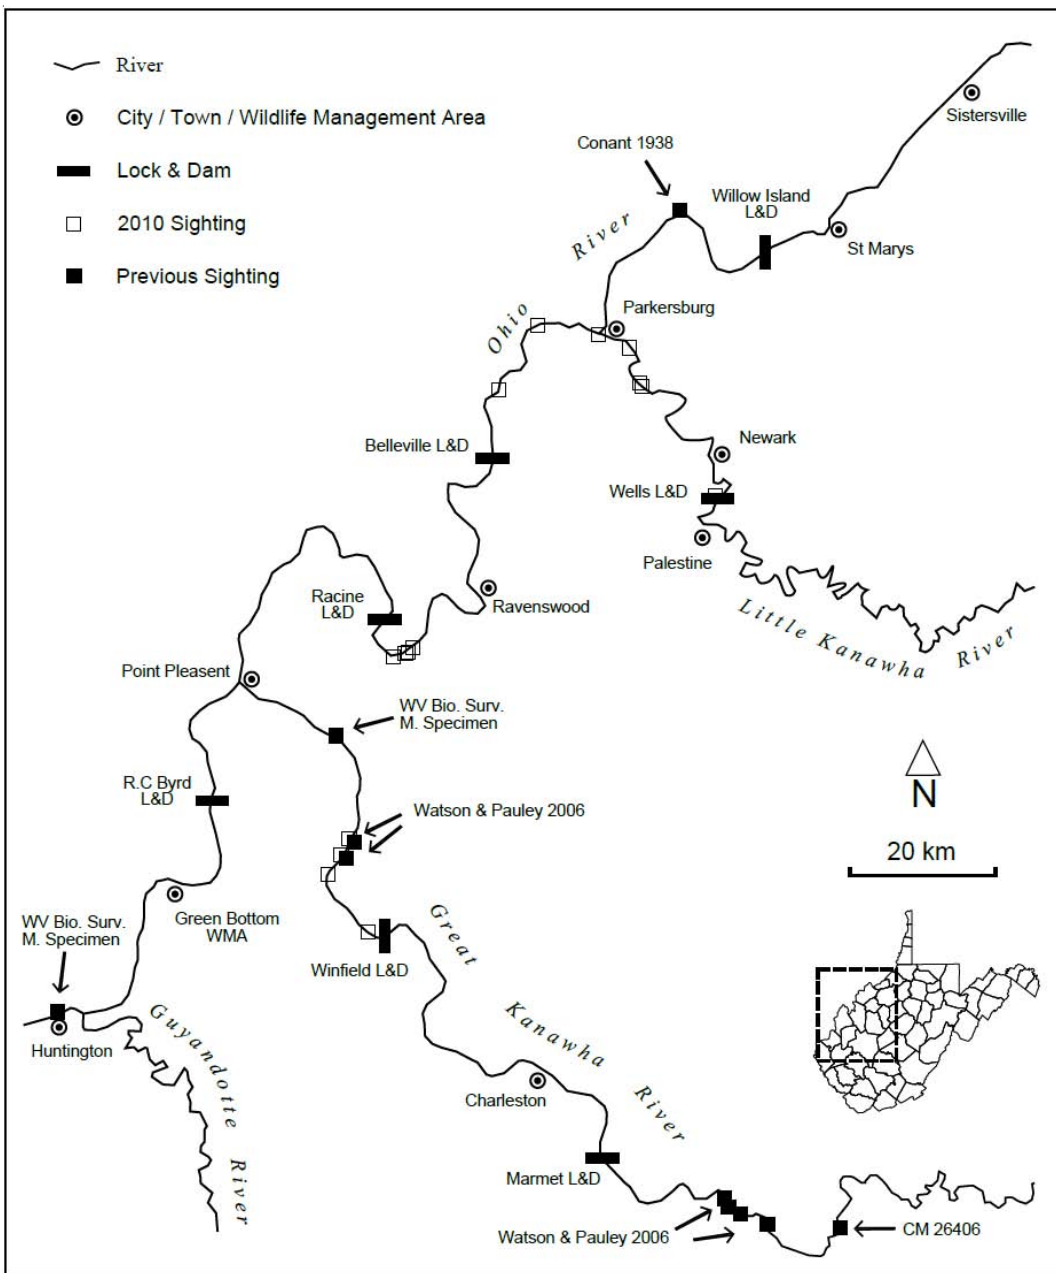 River
City / Town / Wildlife Management Area
Lock & Dam
2010 Sighting
Previous Sighting
Sistersville
Conant 1938
Willow Island
L&D
St Marys
River
Ohio
Parkersburg
Belleville L&D
Newark
Wells L&D
Palestine
Racine
L&D
Ravenswood
Little Kanawha River
Point Pleasant
WV Bio. Surv.
M. Specimen
R.C Byrd
L&D
Watson & Pauley 2006
N
20 km
Green Bottom
WMA
WV Bio. Surv.
M. Specimen
Winfield L&D
Great Kanawha River
Huntington
Guyandotte River
Charleston
Marmet L&D
Watson & Pauley 2006
CM 26406